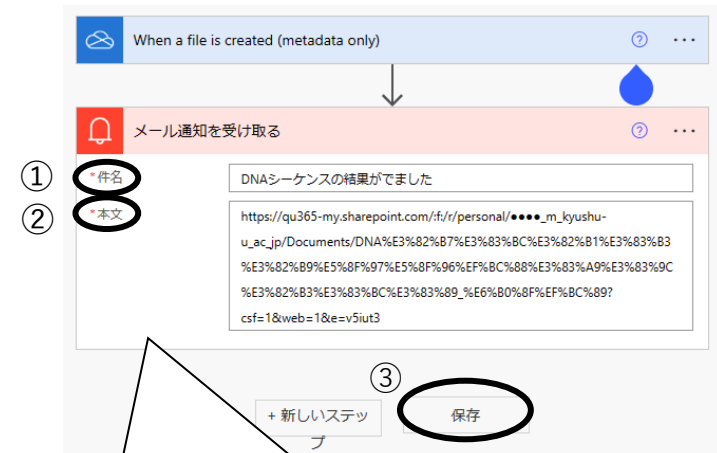 When a file is created (metadata only)
メール通知を受け取る
①
*件名
DNAシーケンスの結果がでました
②
*本文
https://qu365-my.sharepoint.com/:f:/r/personal/●●●●_m_kyushu-
u_ac_jp/Documents/DNA%E3%82%B7%E3%83%BC%E3%82%B1%E3%83%B3
%E3%82%B9%E5%8F%97%E5%8F%96%EF%BC%88%E3%83%A9%E3%83%9C
%E3%82%B3%E3%83%BC%E3%83%89_%E6%B0%8F%EF%BC%89?
csf=1&web=1&e=v5iut3
③
+ 新しいステッ
プ
保存